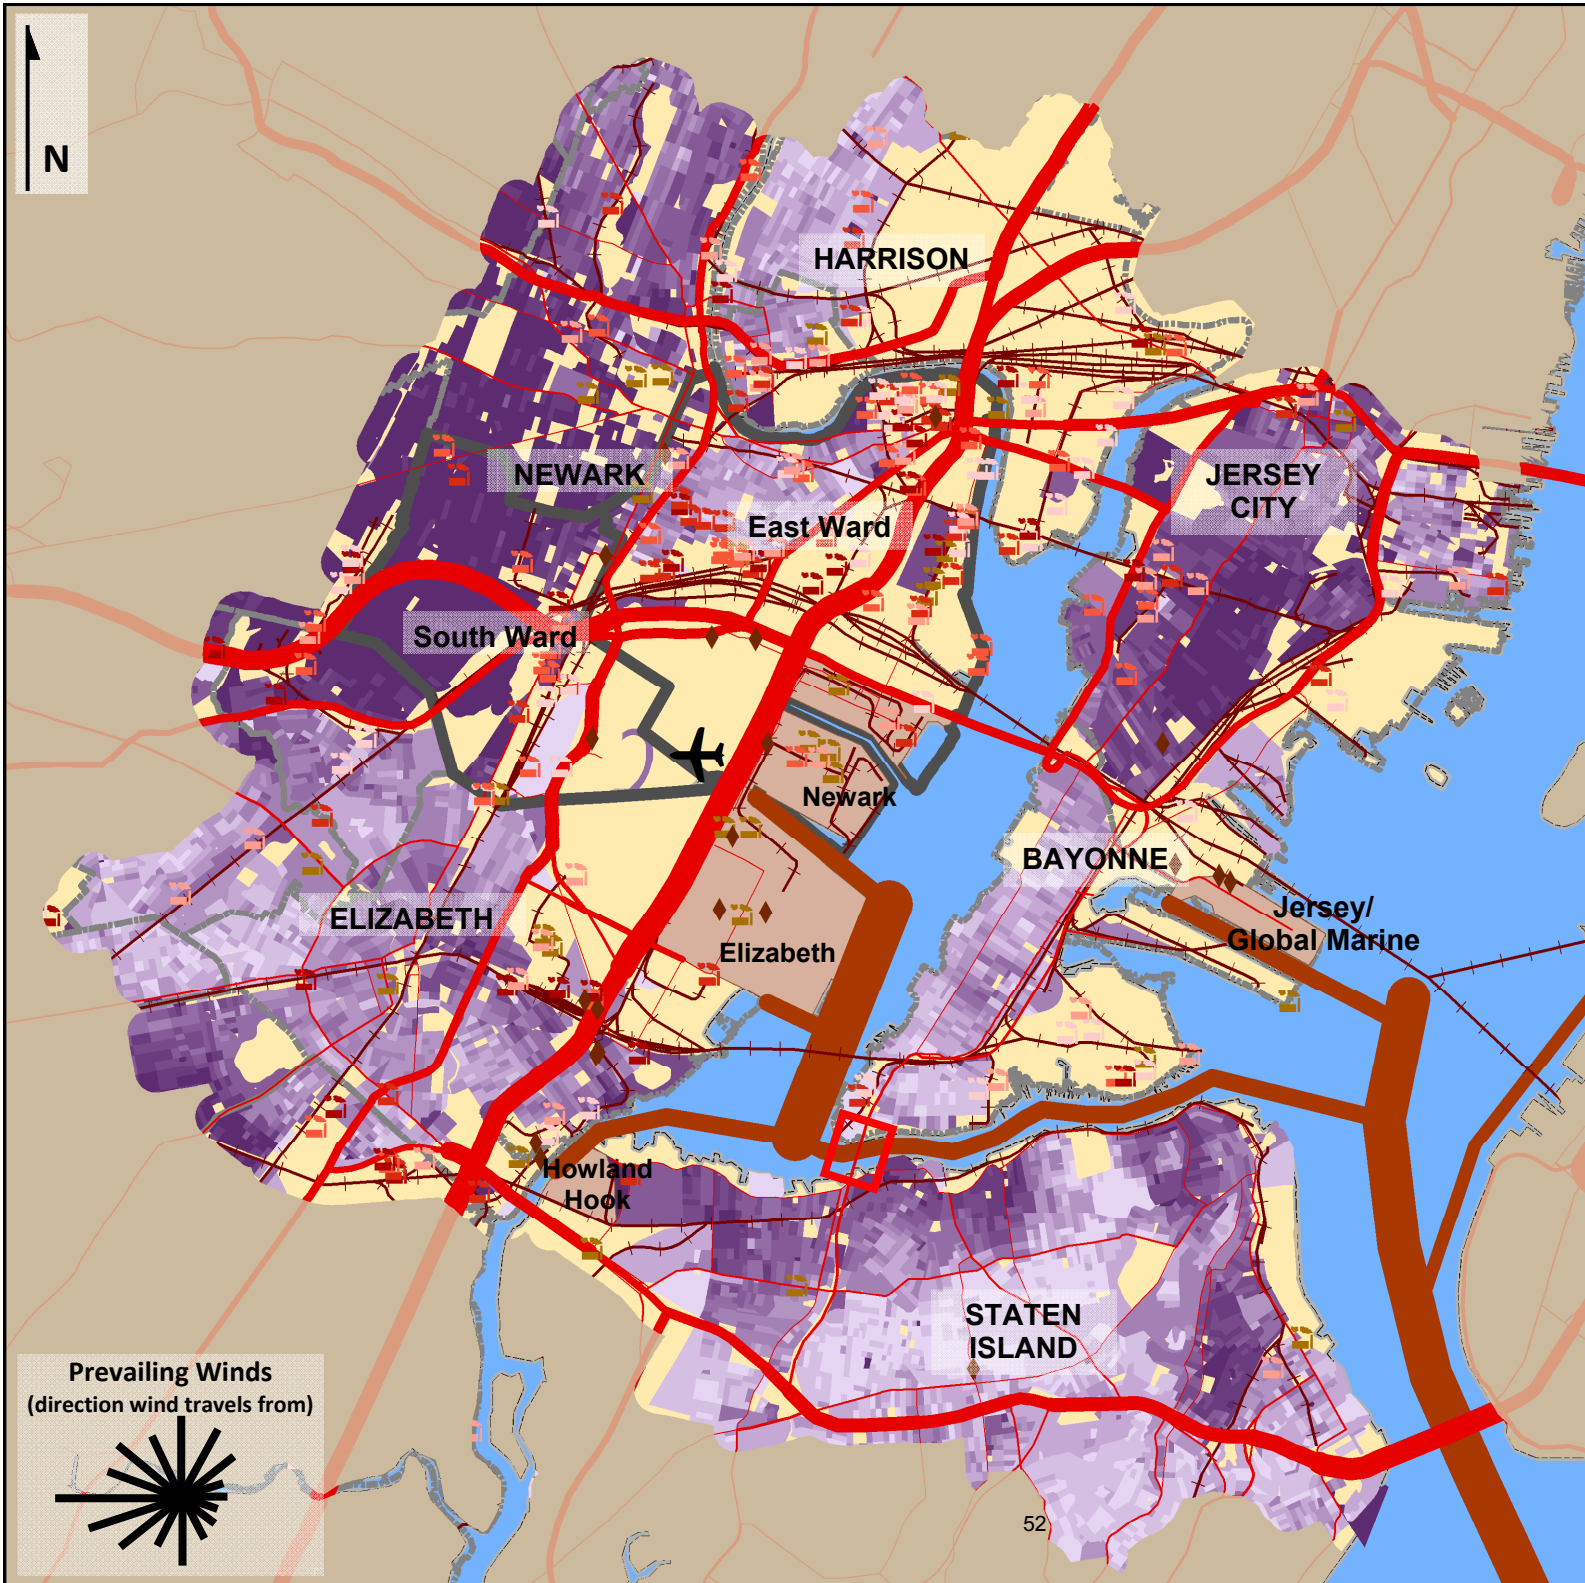 N
HARRISON
NEWARK
JERSEY
CITY
East Ward
South Ward
Newark
BAYONNE
ELIZABETH
Jersey/
Global Marine
Elizabeth
Howland
Hook
STATEN
ISLAND
Prevailing Winds
(direction wind travels from)
52